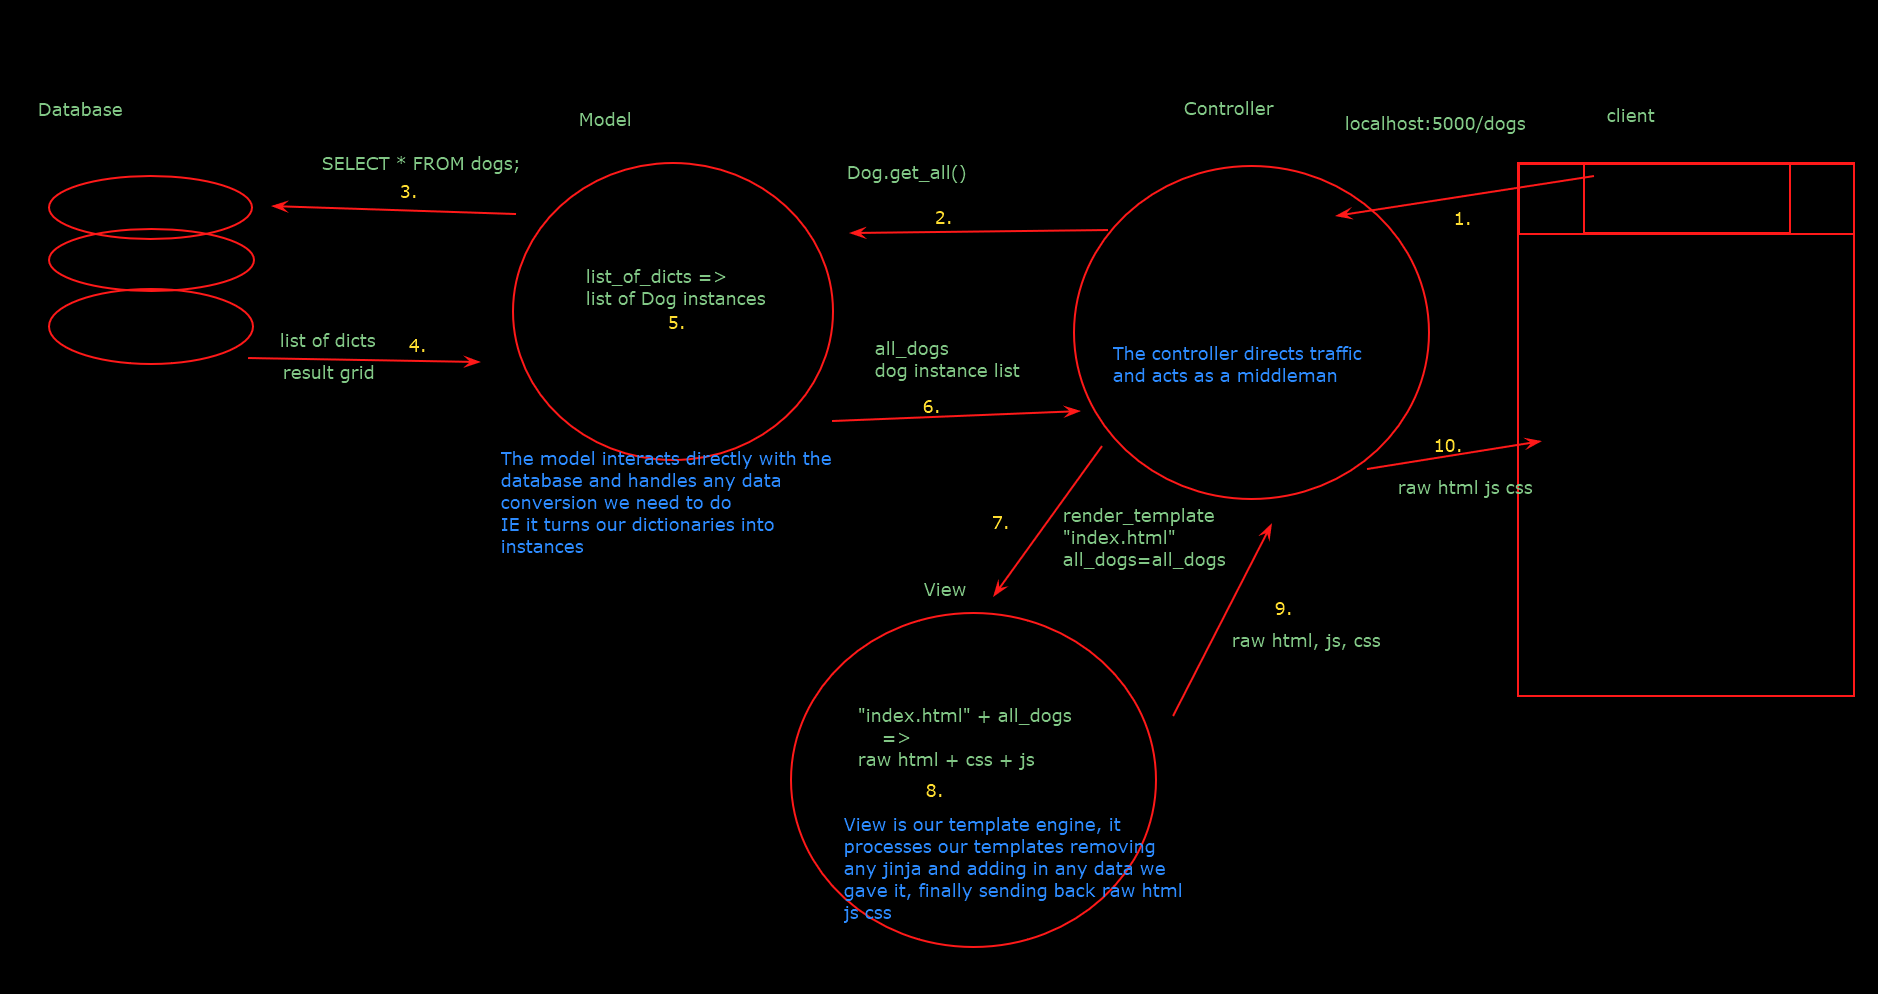 Database
Model
Controller
localhost:5000/dogs
client
SELECT * FROM dogs;
3.
Dog.get_all()
2.
1.
list_of_dicts =>
list of Dog instances
5.
list of dicts
4.
result grid
all_dogs
dog instance list
6.
The controller directs traffic
and acts as a middleman
10.
raw html js css
The model interacts directly with the
database and handles any data
conversion we need to do
IE it turns our dictionaries into
instances
7.
render_template
"index.html"
all_dogs=all_dogs
View
9.
raw html, js, css
"index.html" + all_dogs
=>
raw html + css + js
8.
View is our template engine, it
processes our templates removing
any jinja and adding in any data we
gave it, finally sending back raw html
js css